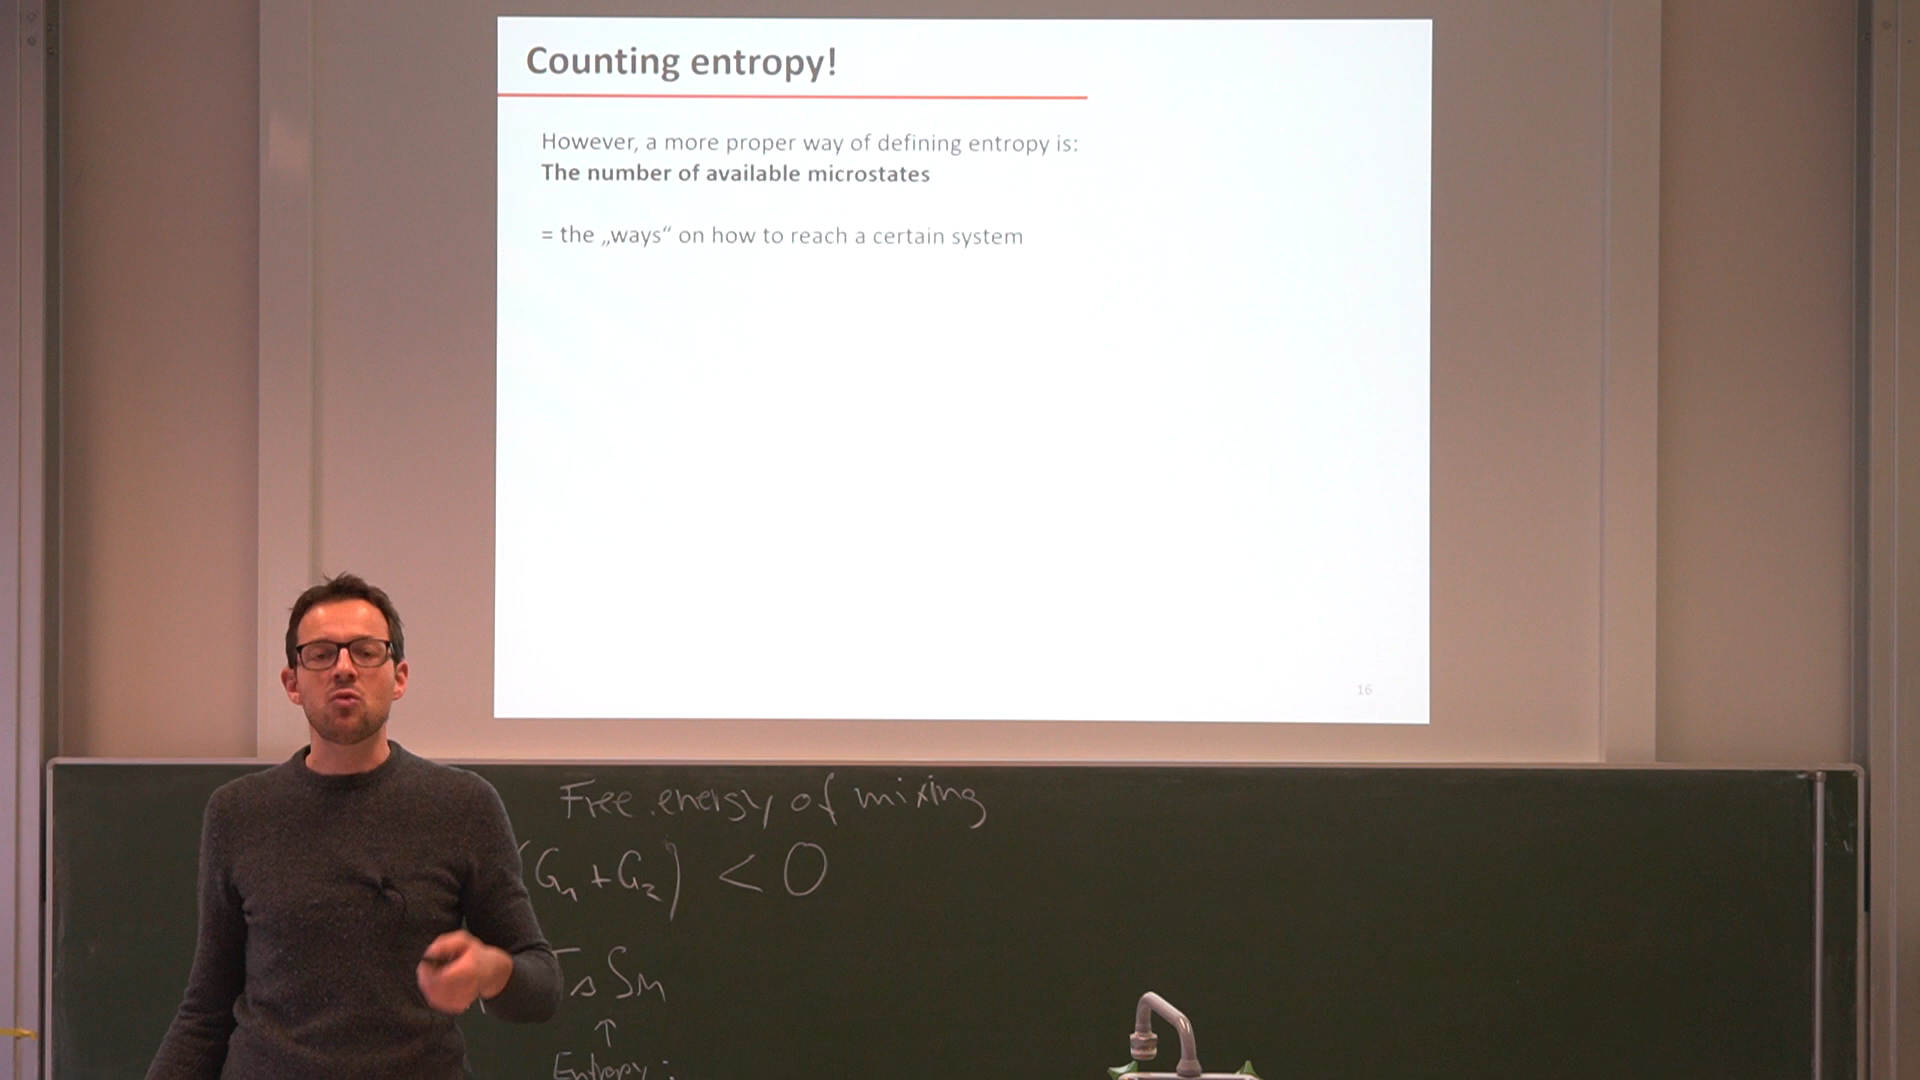 Counting entropy!
However, a more proper way of defining entropy is:
The number of available microstates
= the „ways“ on how to reach a certain system
16
Free energy of mixing
(G₁ + G₂) < 0
T Δ Sm
↑
Entropy: